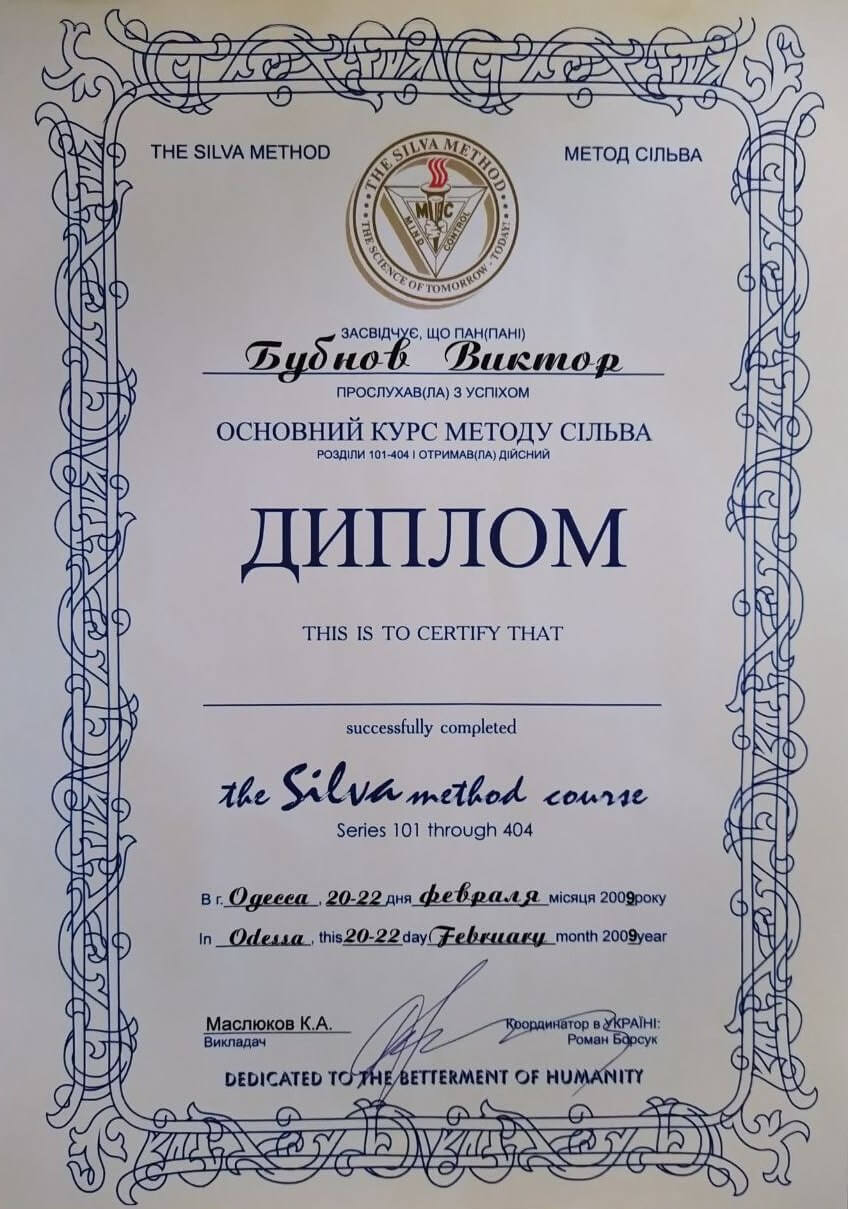 THE SILVA METHOD
МЕТОД СІЛЬВА
THE SILVA METHOD
MIND CONTROL
THE SCIENCE OF TOMORROW - TODAY!
ЗАСВІДЧУЄ, ЩО ПАН(ПАНІ)
Бубнов Виктор
ПРОСЛУХАВ(ЛА) З УСПІХОМ
ОСНОВНИЙ КУРС МЕТОДУ СІЛЬВА
РОЗДІЛИ 101-404 І ОТРИМАВ(ЛА) ДІЙСНИЙ
ДИПЛОМ
THIS IS TO CERTIFY THAT
successfully completed
the Silva method course
Series 101 through 404
В г. Одесса, 20-22 дня февраля місяця 2009року
In Odessa, this 20-22 day February month 2009year
Маслюков К.А.
Викладач
Координатор в УКРАЇНІ:
Роман Борсук
DEDICATED TO THE BETTERMENT OF HUMANITY